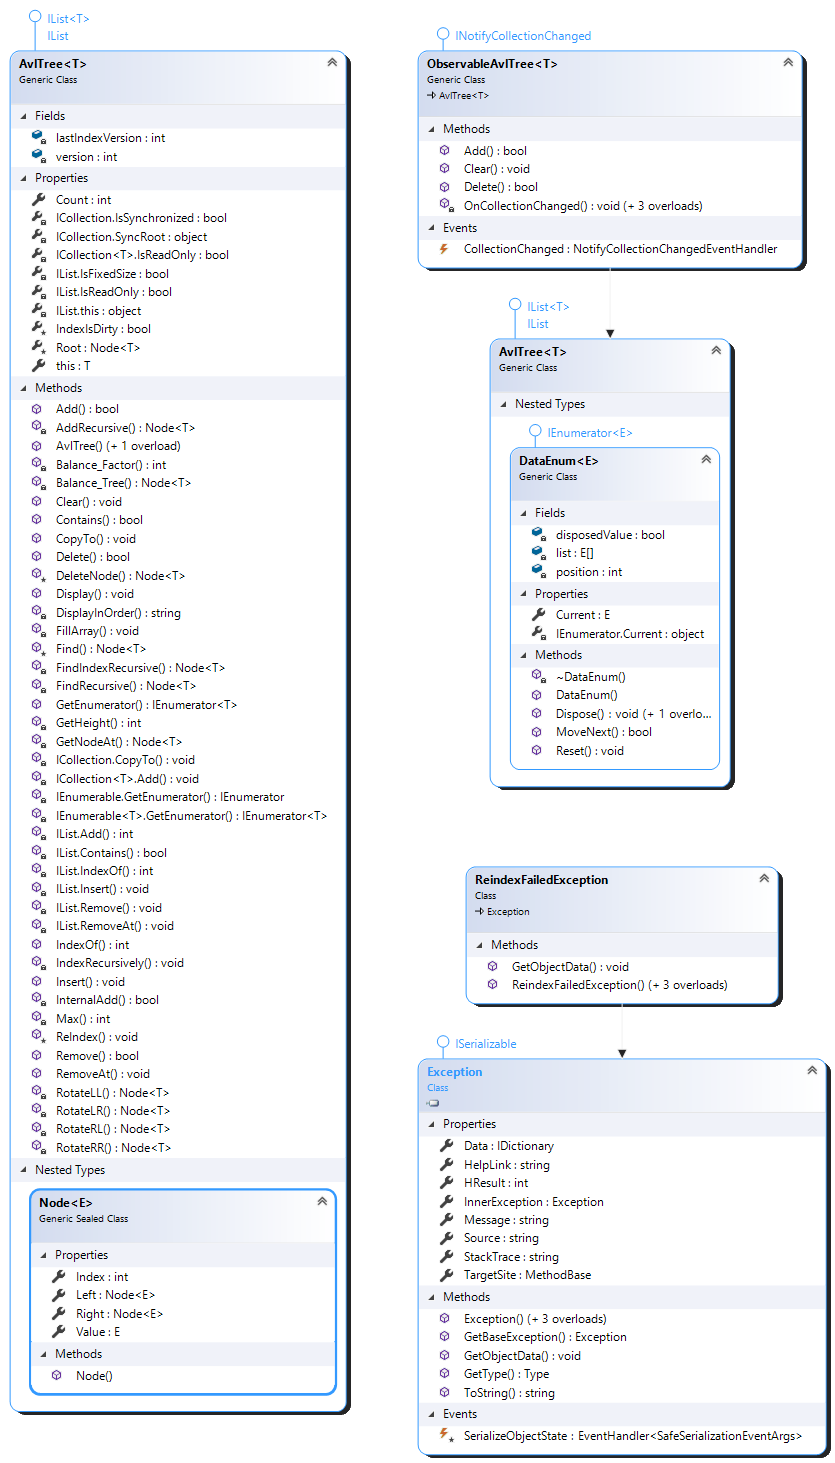 IList<T>
IList
AvlTree<T>
Generic Class
Fields
lastIndexVersion : int
version : int
Properties
Count : int
ICollection.IsSynchronized : bool
ICollection.SyncRoot : object
ICollection<T>.IsReadOnly : bool
IList.IsFixedSize : bool
IList.IsReadOnly : bool
IList.this : object
IndexIsDirty : bool
Root : Node<T>
this : T
Methods
Add() : bool
AddRecursive() : Node<T>
AvlTree() (+ 1 overload)
Balance_Factor() : int
Balance_Tree() : Node<T>
Clear() : void
Contains() : bool
CopyTo() : void
Delete() : bool
DeleteNode() : Node<T>
Display() : void
DisplayInOrder() : string
FillArray() : void
Find() : Node<T>
FindIndexRecursive() : Node<T>
FindRecursive() : Node<T>
GetEnumerator() : IEnumerator<T>
GetHeight() : int
GetNodeAt() : Node<T>
ICollection.CopyTo() : void
ICollection<T>.Add() : void
IEnumerable.GetEnumerator() : IEnumerator
IEnumerable<T>.GetEnumerator() : IEnumerator<T>
IList.Add() : int
IList.Contains() : bool
IList.IndexOf() : int
IList.Insert() : void
IList.Remove() : void
IList.RemoveAt() : void
IndexOf() : int
IndexRecursively() : void
Insert() : void
InternalAdd() : bool
Max() : int
ReIndex() : void
Remove() : bool
RemoveAt() : void
RotateLL() : Node<T>
RotateLR() : Node<T>
RotateRL() : Node<T>
RotateRR() : Node<T>
Nested Types
Node<E>
Generic Sealed Class
Properties
Index : int
Left : Node<E>
Right : Node<E>
Value : E
Methods
Node()
INotifyCollectionChanged
ObservableAvlTree<T>
Generic Class
AvlTree<T>
Methods
Add() : bool
Clear() : void
Delete() : bool
OnCollectionChanged() : void (+ 3 overloads)
Events
CollectionChanged : NotifyCollectionChangedEventHandler
IList<T>
IList
AvlTree<T>
Generic Class
Nested Types
IEnumerator<E>
DataEnum<E>
Generic Class
Fields
disposedValue : bool
list : E[]
position : int
Properties
Current : E
IEnumerator.Current : object
Methods
~DataEnum()
DataEnum()
Dispose() : void (+ 1 overlo...
MoveNext() : bool
Reset() : void
ReindexFailedException
Class
Exception
Methods
GetObjectData() : void
ReindexFailedException() (+ 3 overloads)
ISerializable
Exception
Class
Properties
Data : IDictionary
HelpLink : string
HResult : int
InnerException : Exception
Message : string
Source : string
StackTrace : string
TargetSite : MethodBase
Methods
Exception() (+ 3 overloads)
GetBaseException() : Exception
GetObjectData() : void
GetType() : Type
ToString() : string
Events
SerializeObjectState : EventHandler<SafeSerializationEventArgs>